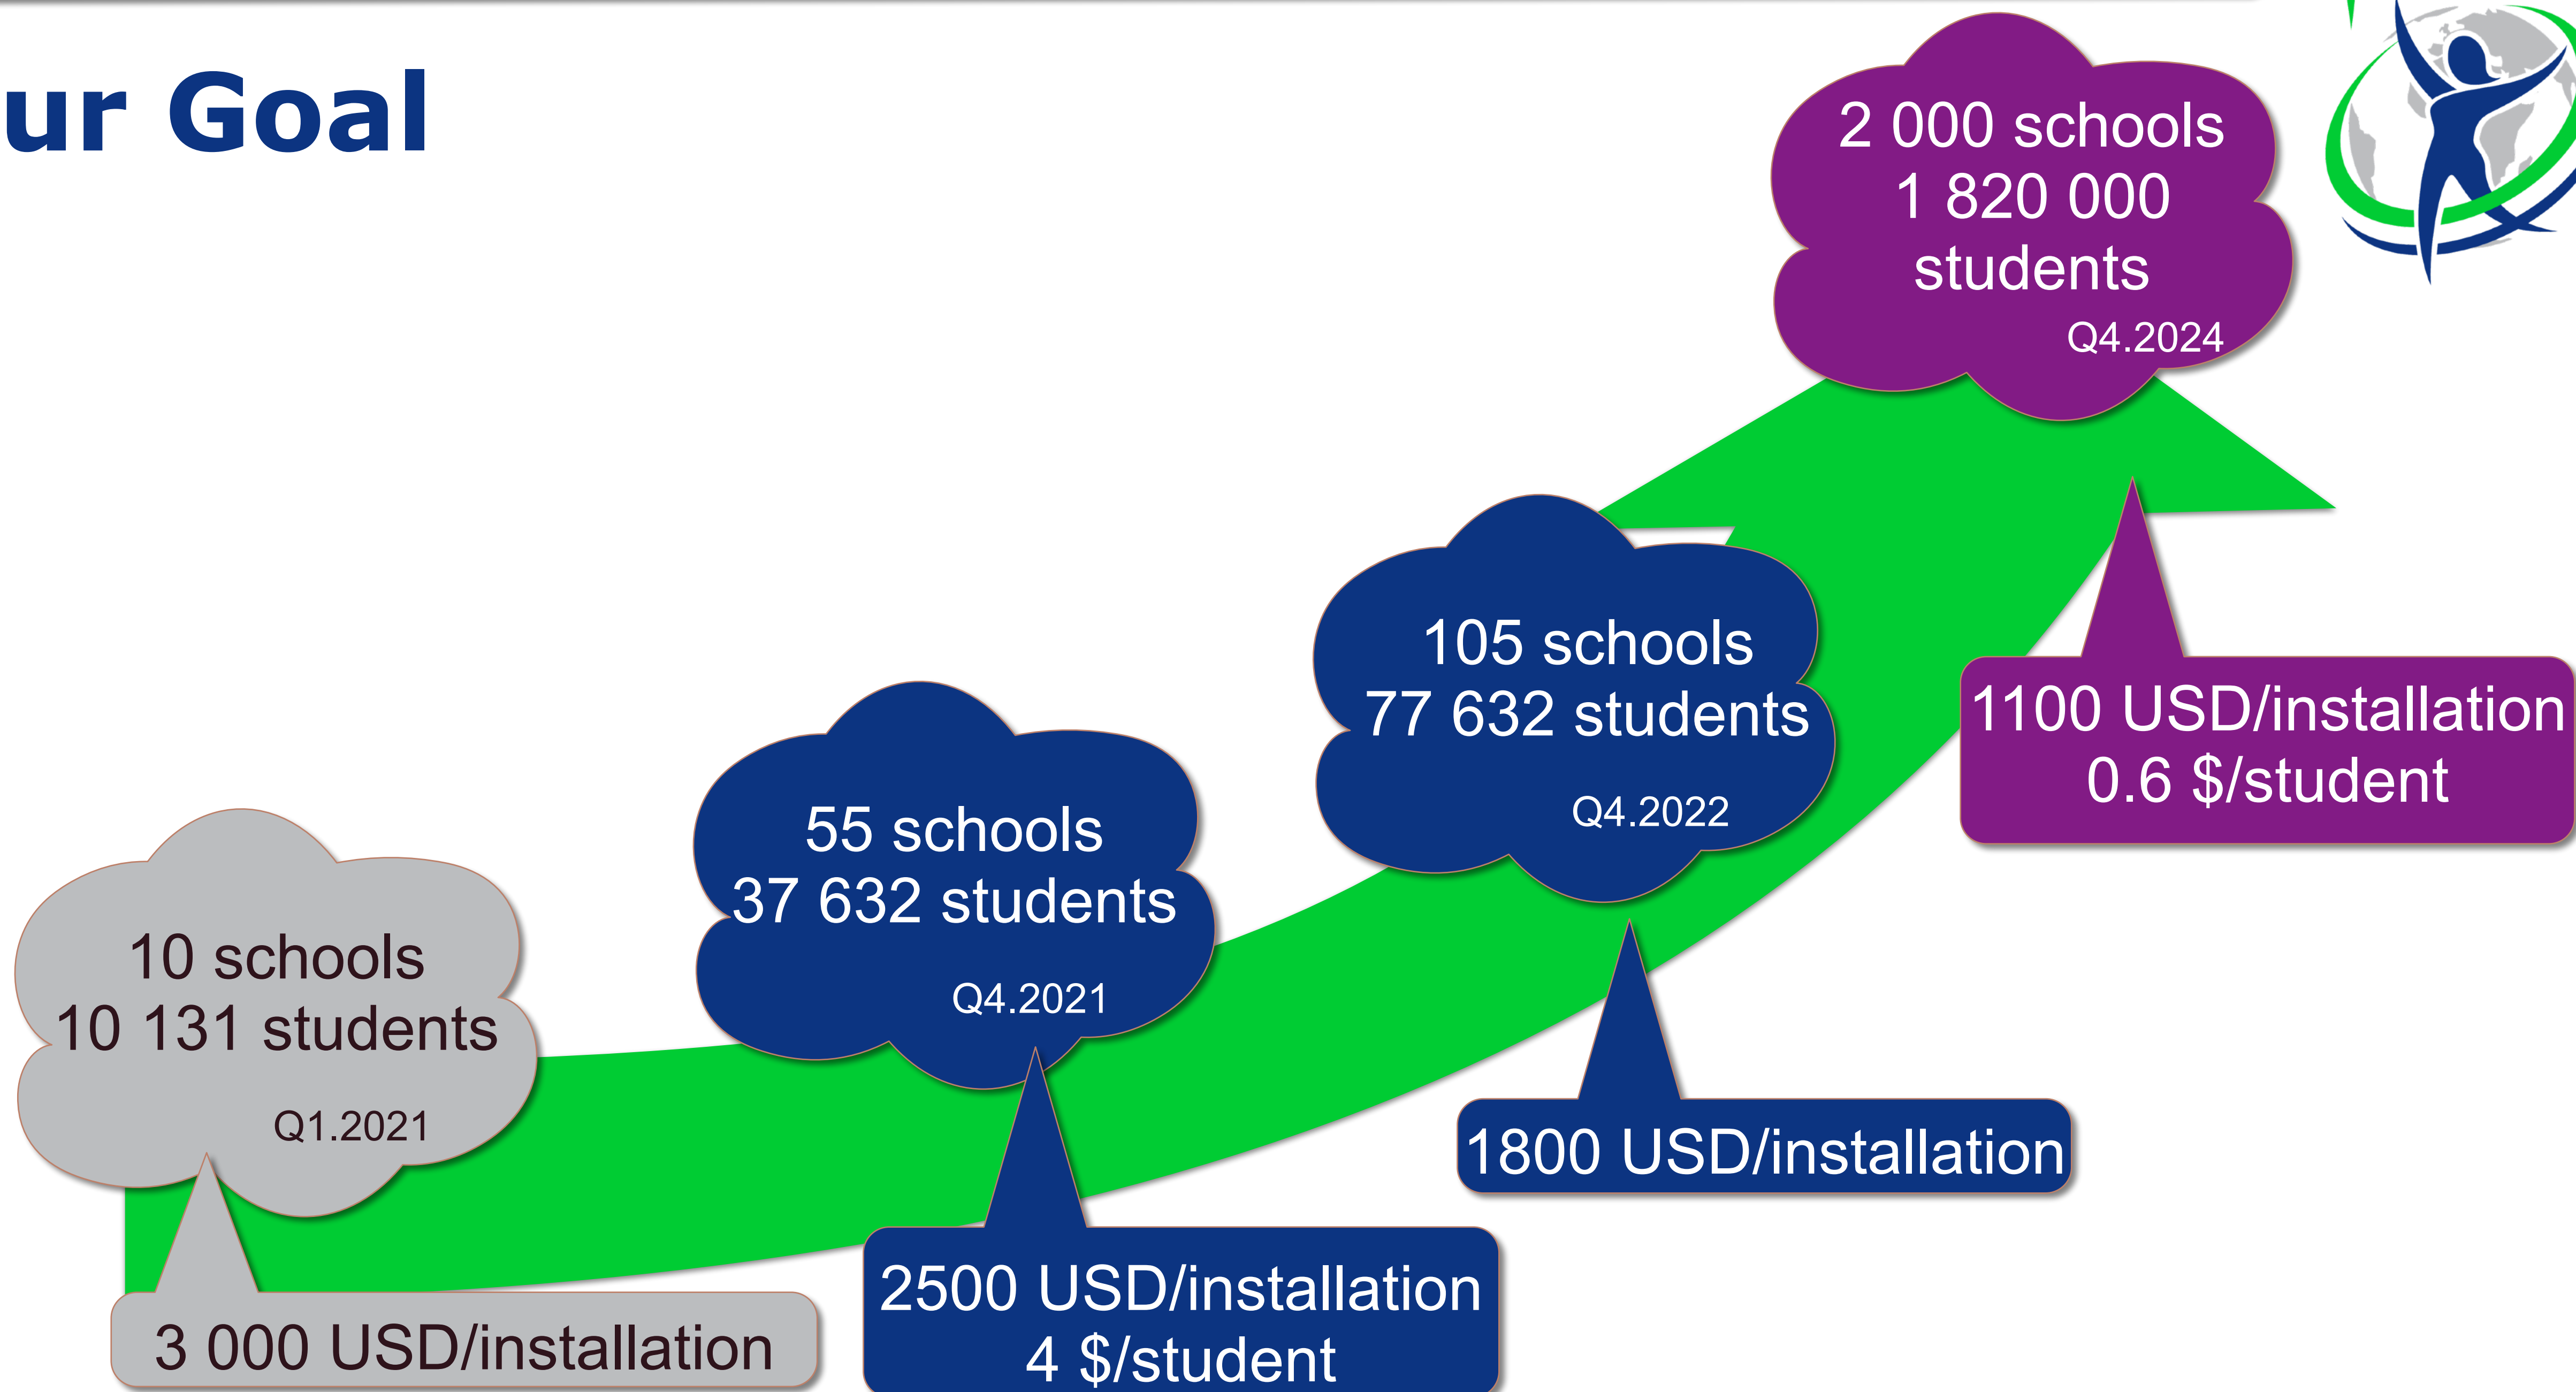 ur Goal
2 000 schools
1 820 000
students
Q4.2024
105 schools
77 632 students
Q4.2022
1100 USD/installation
0.6 $/student
55 schools
37 632 students
Q4.2021
10 schools
10 131 students
Q1.2021
1800 USD/installation
2500 USD/installation
4 $/student
3 000 USD/installation